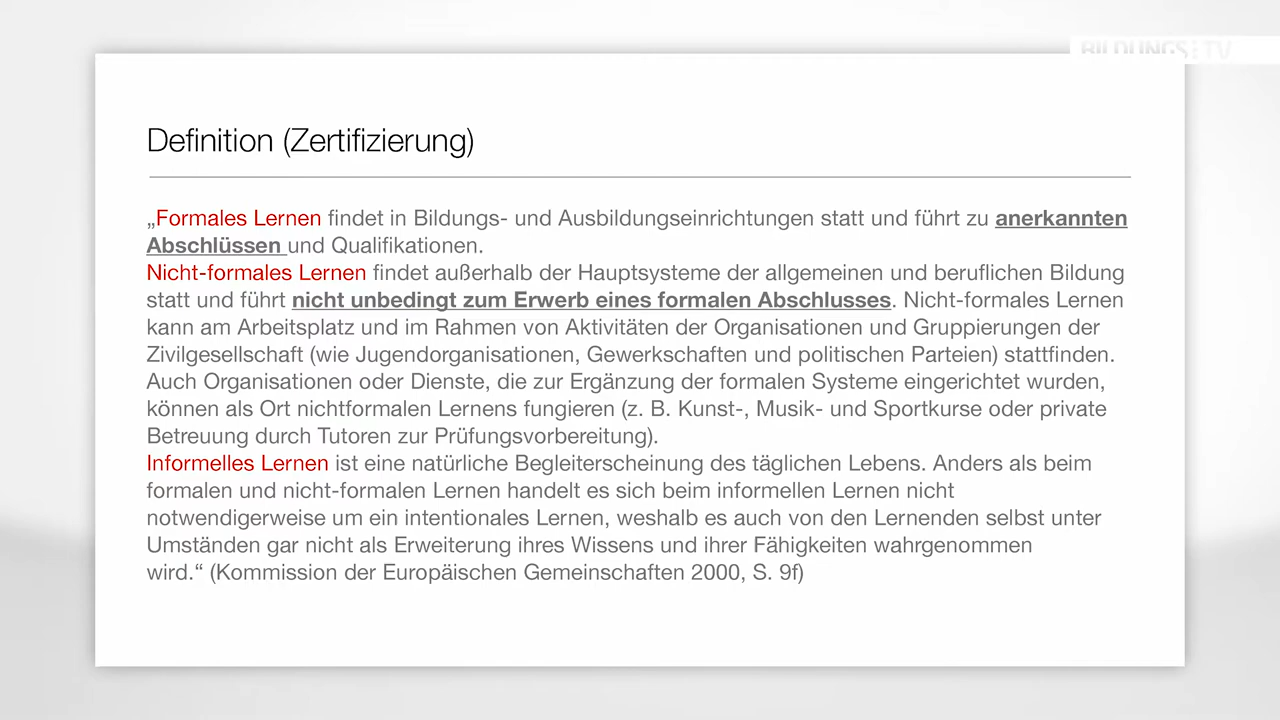 BILDUNGS|TV
Definition (Zertifizierung)
„Formales Lernen findet in Bildungs- und Ausbildungseinrichtungen statt und führt zu anerkannten
Abschlüssen und Qualifikationen.
Nicht-formales Lernen findet außerhalb der Hauptsysteme der allgemeinen und beruflichen Bildung
statt und führt nicht unbedingt zum Erwerb eines formalen Abschlusses. Nicht-formales Lernen
kann am Arbeitsplatz und im Rahmen von Aktivitäten der Organisationen und Gruppierungen der
Zivilgesellschaft (wie Jugendorganisationen, Gewerkschaften und politischen Parteien) stattfinden.
Auch Organisationen oder Dienste, die zur Ergänzung der formalen Systeme eingerichtet wurden,
können als Ort nichtformalen Lernens fungieren (z. B. Kunst-, Musik- und Sportkurse oder private
Betreuung durch Tutoren zur Prüfungsvorbereitung).
Informelles Lernen ist eine natürliche Begleiterscheinung des täglichen Lebens. Anders als beim
formalen und nicht-formalen Lernen handelt es sich beim informellen Lernen nicht
notwendigerweise um ein intentionales Lernen, weshalb es auch von den Lernenden selbst unter
Umständen gar nicht als Erweiterung ihres Wissens und ihrer Fähigkeiten wahrgenommen
wird.“ (Kommission der Europäischen Gemeinschaften 2000, S. 9f)